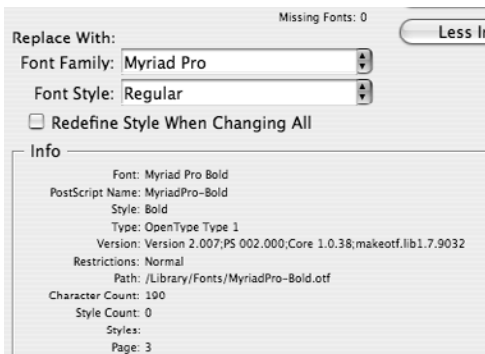 Missing Fonts: 0
Less
Replace With:
Font Family: Myriad Pro
Font Style: Regular
Redefine Style When Changing All
Info
Font: Myriad Pro Bold
PostScript Name: MyriadPro-Bold
Style: Bold
Type: OpenType Type 1
Version: Version 2.007;PS 002.000;Core 1.0.38;makeotf.lib1.7.9032
Restrictions: Normal
Path: /Library/Fonts/MyriadPro-Bold.otf
Character Count: 190
Style Count: 0
Styles:
Page: 3